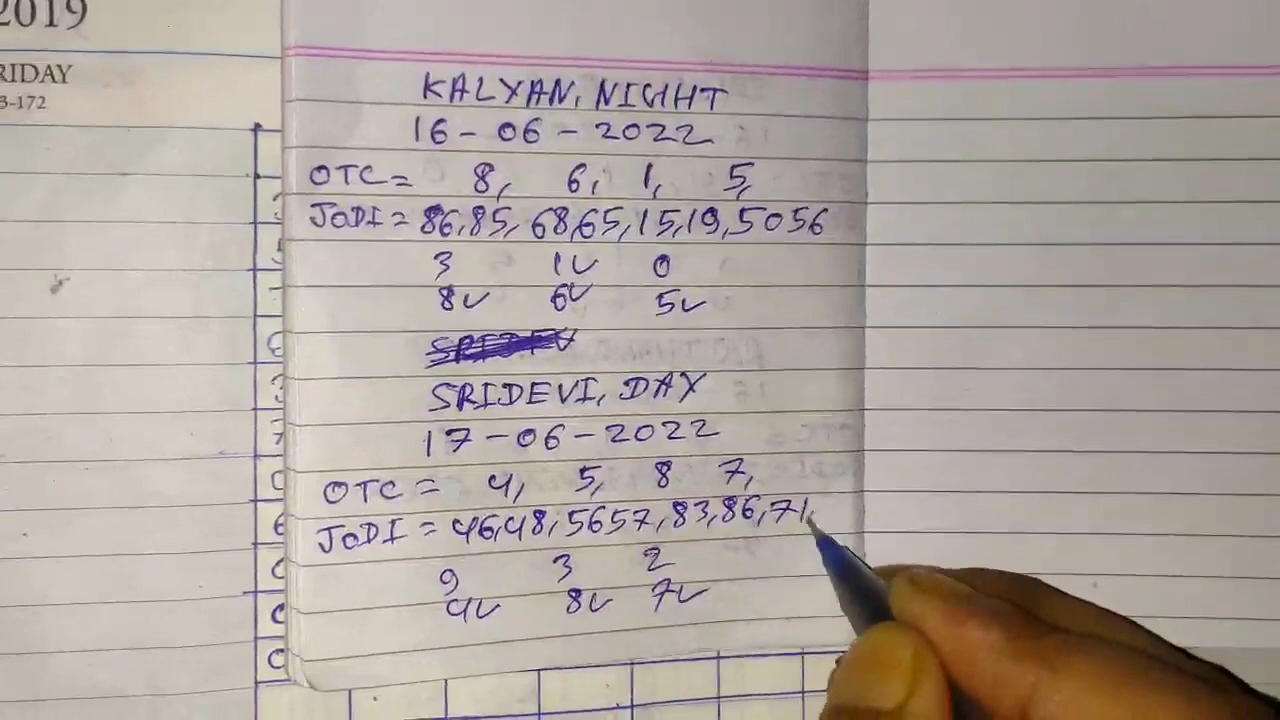 2019
RIDAY
3-172
KALYAN, NIGHT
16-06-2022
OTC = 8, 6, 1, 5,
JODI = 86,85, 68,65, 15,19, 5056
3 1✓ 0
8✓ 6✓ 5✓
SRIDEVI, DAY
17-06-2022
OTC = 4, 5, 8 7,
JODI = 46,48, 5657, 83,86, 71,
9 3 2
4✓ 8✓ 7✓